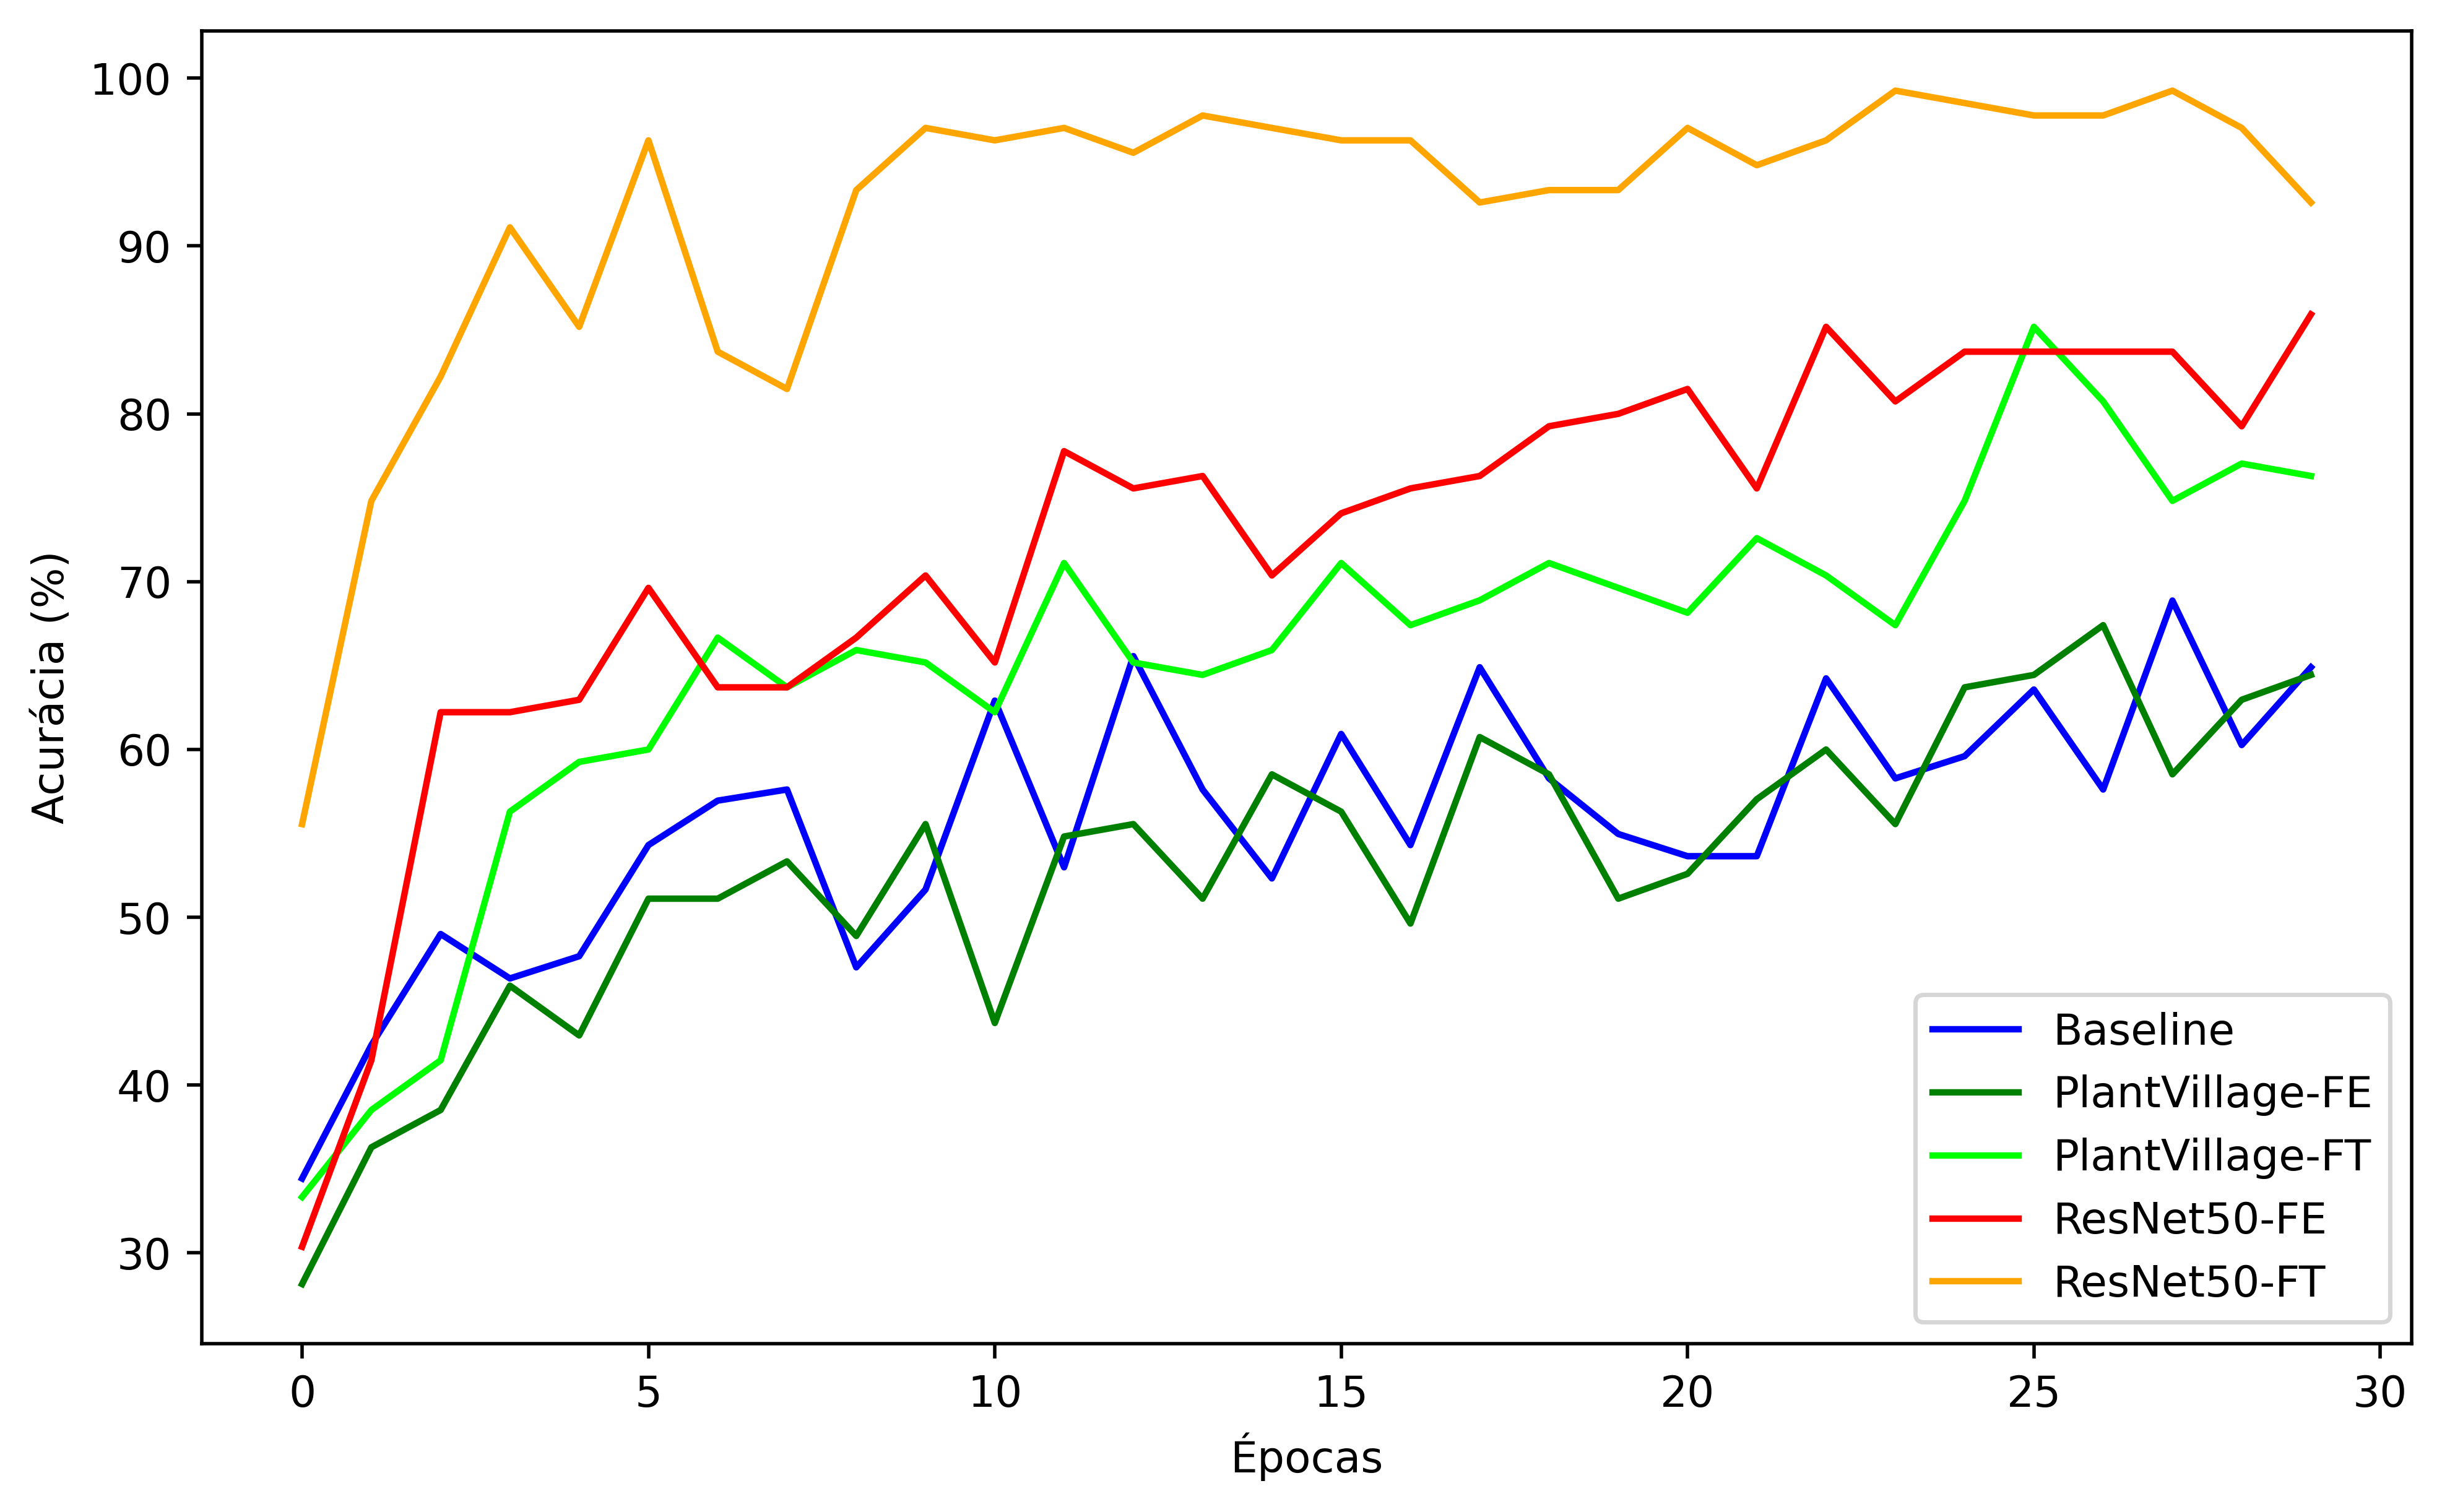 Acurácia (%)
100
90
80
70
60
50
40
30
0 5 10 15 20 25 30
Épocas
Baseline
PlantVillage-FE
PlantVillage-FT
ResNet50-FE
ResNet50-FT